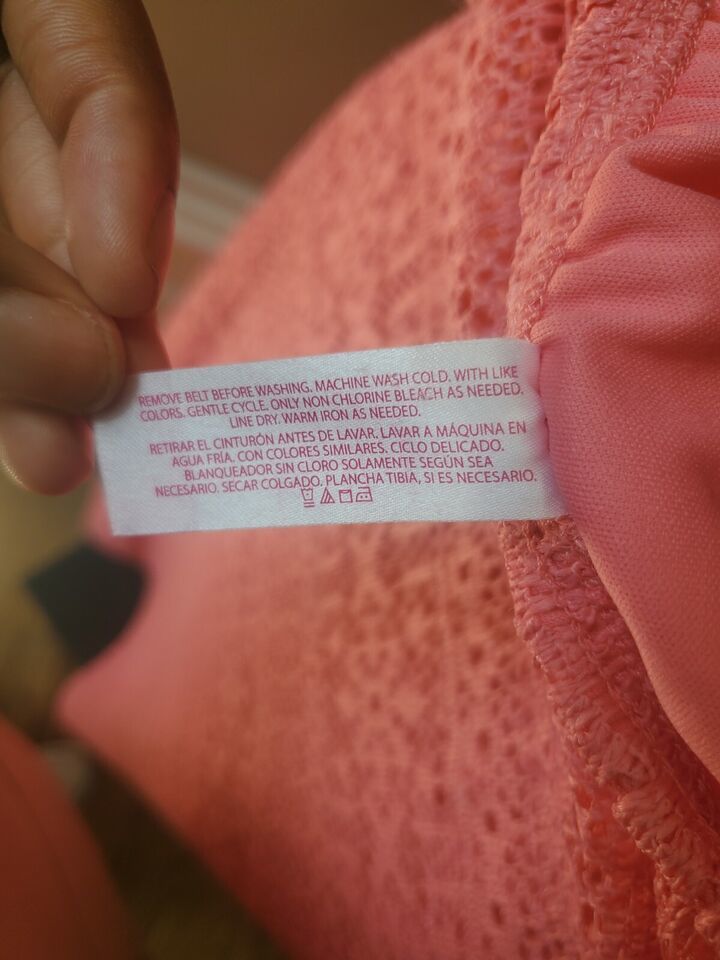 REMOVE BELT BEFORE WASHING. MACHINE WASH COLD, WITH LIKE
COLORS. GENTLE CYCLE. ONLY NON CHLORINE BLEACH AS NEEDED.
LINE DRY. WARM IRON AS NEEDED.
RETIRAR EL CINTURÓN ANTES DE LAVAR. LAVAR A MÁQUINA EN
AGUA FRÍA. CON COLORES SIMILARES. CICLO DELICADO.
BLANQUEADOR SIN CLORO SOLAMENTE SEGÚN SEA
NECESARIO. SECAR COLGADO. PLANCHA TIBIA, SI ES NECESARIO.